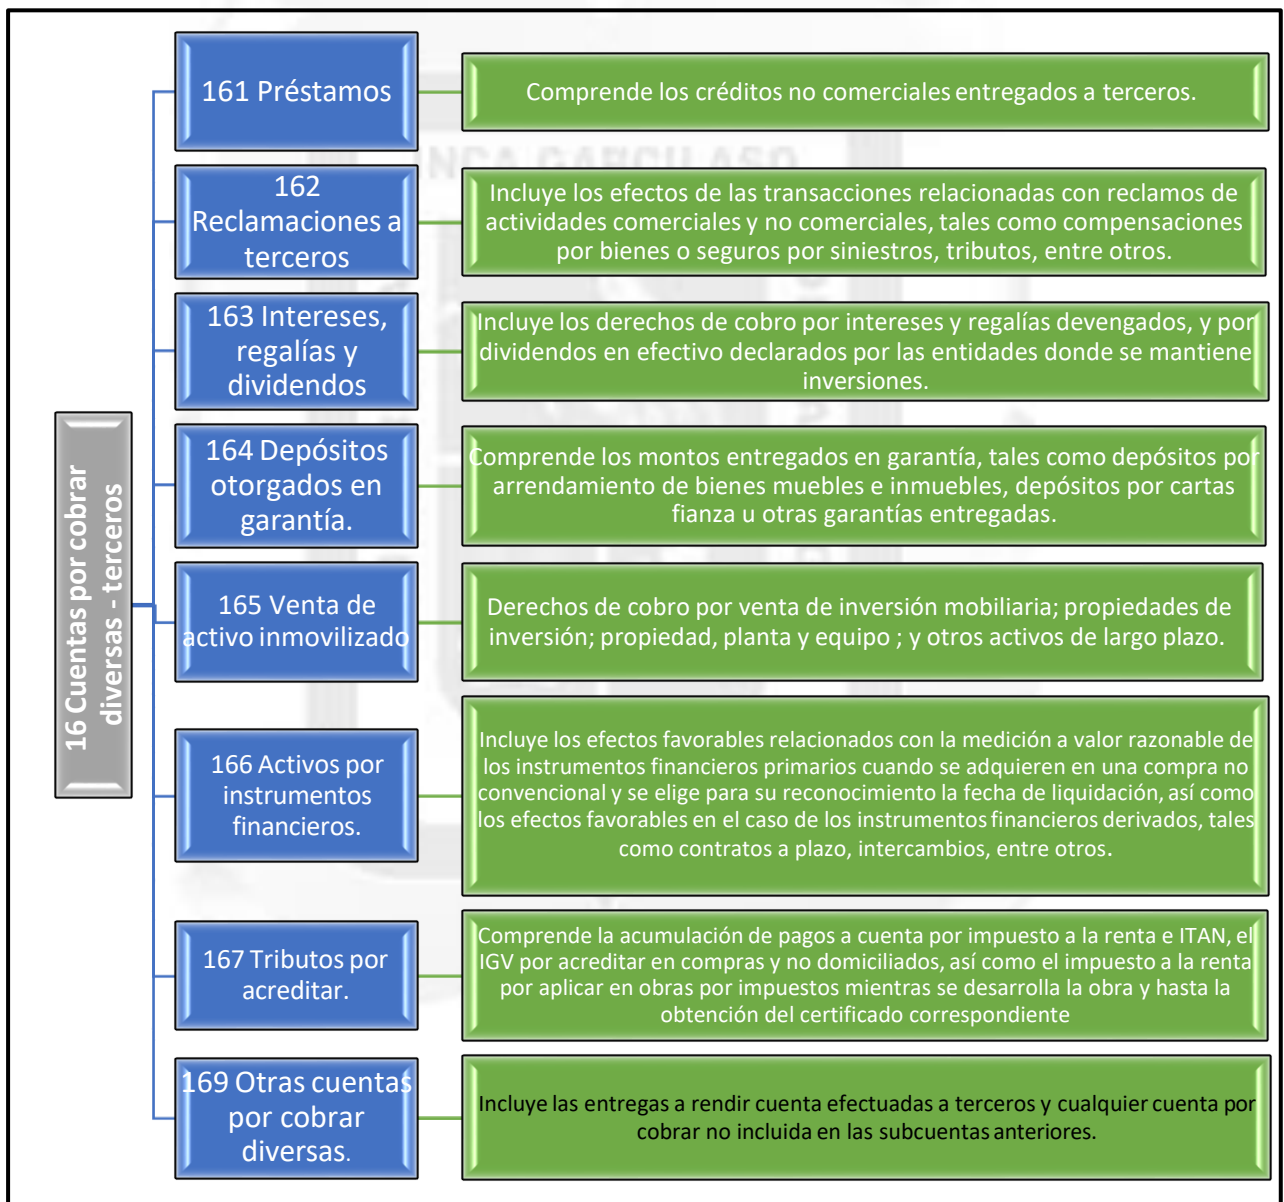 16 Cuentas por cobrar
diversas - terceros
161 Préstamos
Comprende los créditos no comerciales entregados a terceros.
162
Reclamaciones a
terceros
Incluye los efectos de las transacciones relacionadas con reclamos de
actividades comerciales y no comerciales, tales como compensaciones
por bienes o seguros por siniestros, tributos, entre otros.
163 Intereses,
regalías y
dividendos
Incluye los derechos de cobro por intereses y regalías devengados, y por
dividendos en efectivo declarados por las entidades donde se mantiene
inversiones.
164 Depósitos
otorgados en
garantía.
Comprende los montos entregados en garantía, tales como depósitos por
arrendamiento de bienes muebles e inmuebles, depósitos por cartas
fianza u otras garantías entregadas.
165 Venta de
activo inmovilizado
Derechos de cobro por venta de inversión mobiliaria; propiedades de
inversión; propiedad, planta y equipo ; y otros activos de largo plazo.
166 Activos por
instrumentos
financieros.
Incluye los efectos favorables relacionados con la medición a valor razonable de
los instrumentos financieros primarios cuando se adquieren en una compra no
convencional y se elige para su reconocimiento la fecha de liquidación, así como
los efectos favorables en el caso de los instrumentos financieros derivados, tales
como contratos a plazo, intercambios, entre otros.
167 Tributos por
acreditar.
Comprende la acumulación de pagos a cuenta por impuesto a la renta e ITAN, el
IGV por acreditar en compras y no domiciliados, así como el impuesto a la renta
por aplicar en obras por impuestos mientras se desarrolla la obra y hasta la
obtención del certificado correspondiente
169 Otras cuentas
por cobrar
diversas.
Incluye las entregas a rendir cuenta efectuadas a terceros y cualquier cuenta por
cobrar no incluida en las subcuentas anteriores.